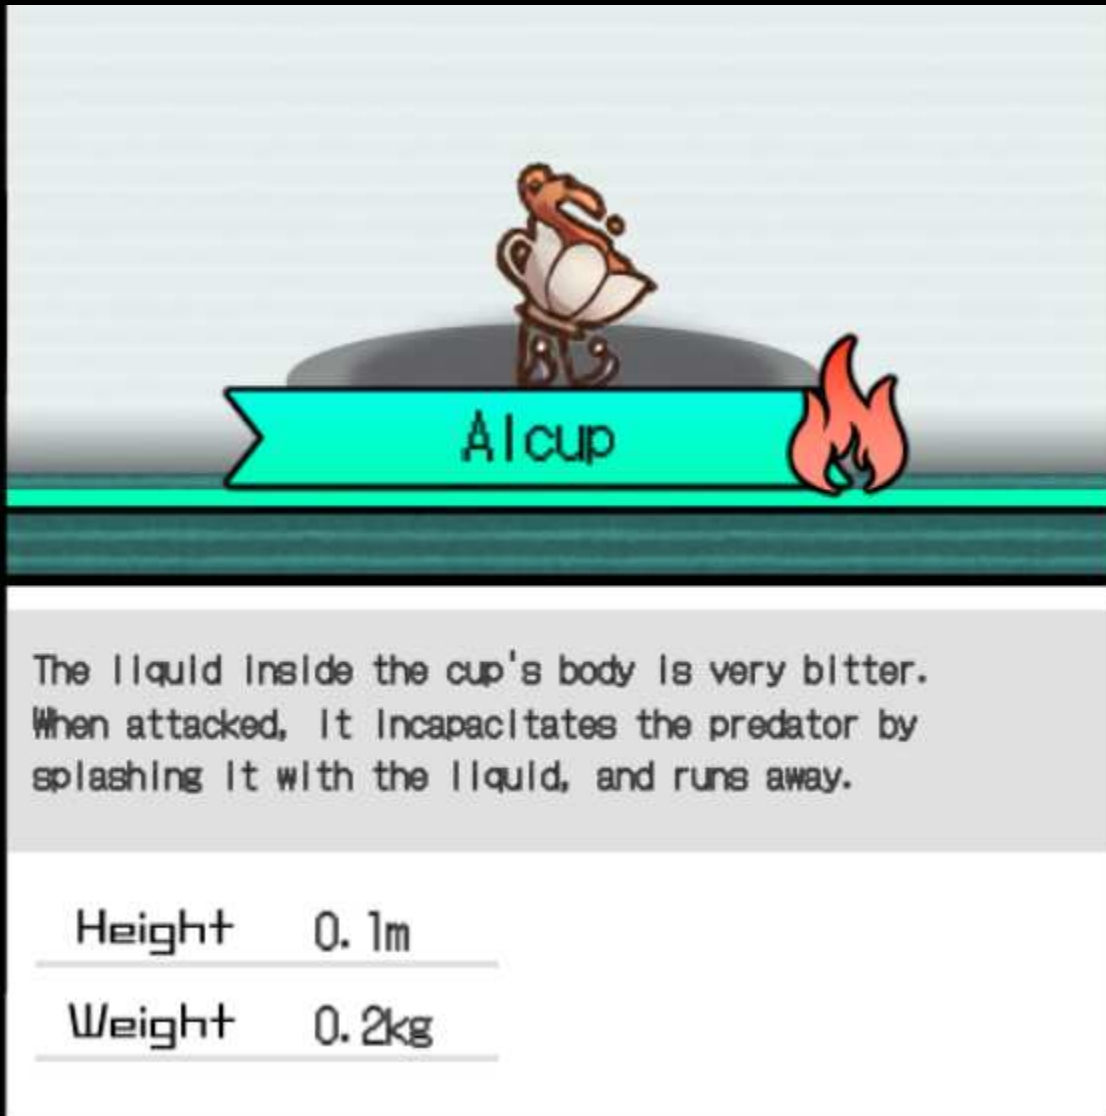 Alcup
The liquid inside the cup's body is very bitter.
When attacked, it incapacitates the predator by
splashing it with the liquid, and runs away.
Height 0.1m
Weight 0.2kg